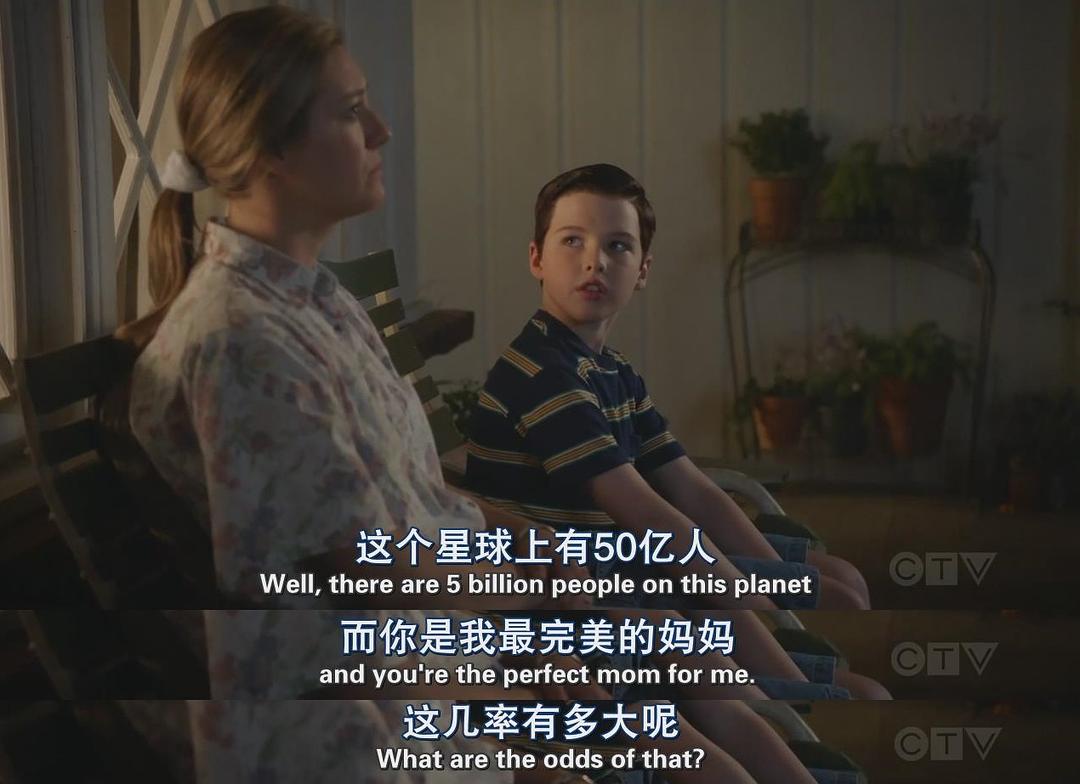 这个星球上有50亿人
Well, there are 5 billion people on this planet
CTV
而你是我最完美的妈妈
and you're the perfect mom for me.
CTV
这几率有多大呢
What are the odds of that?
CTV